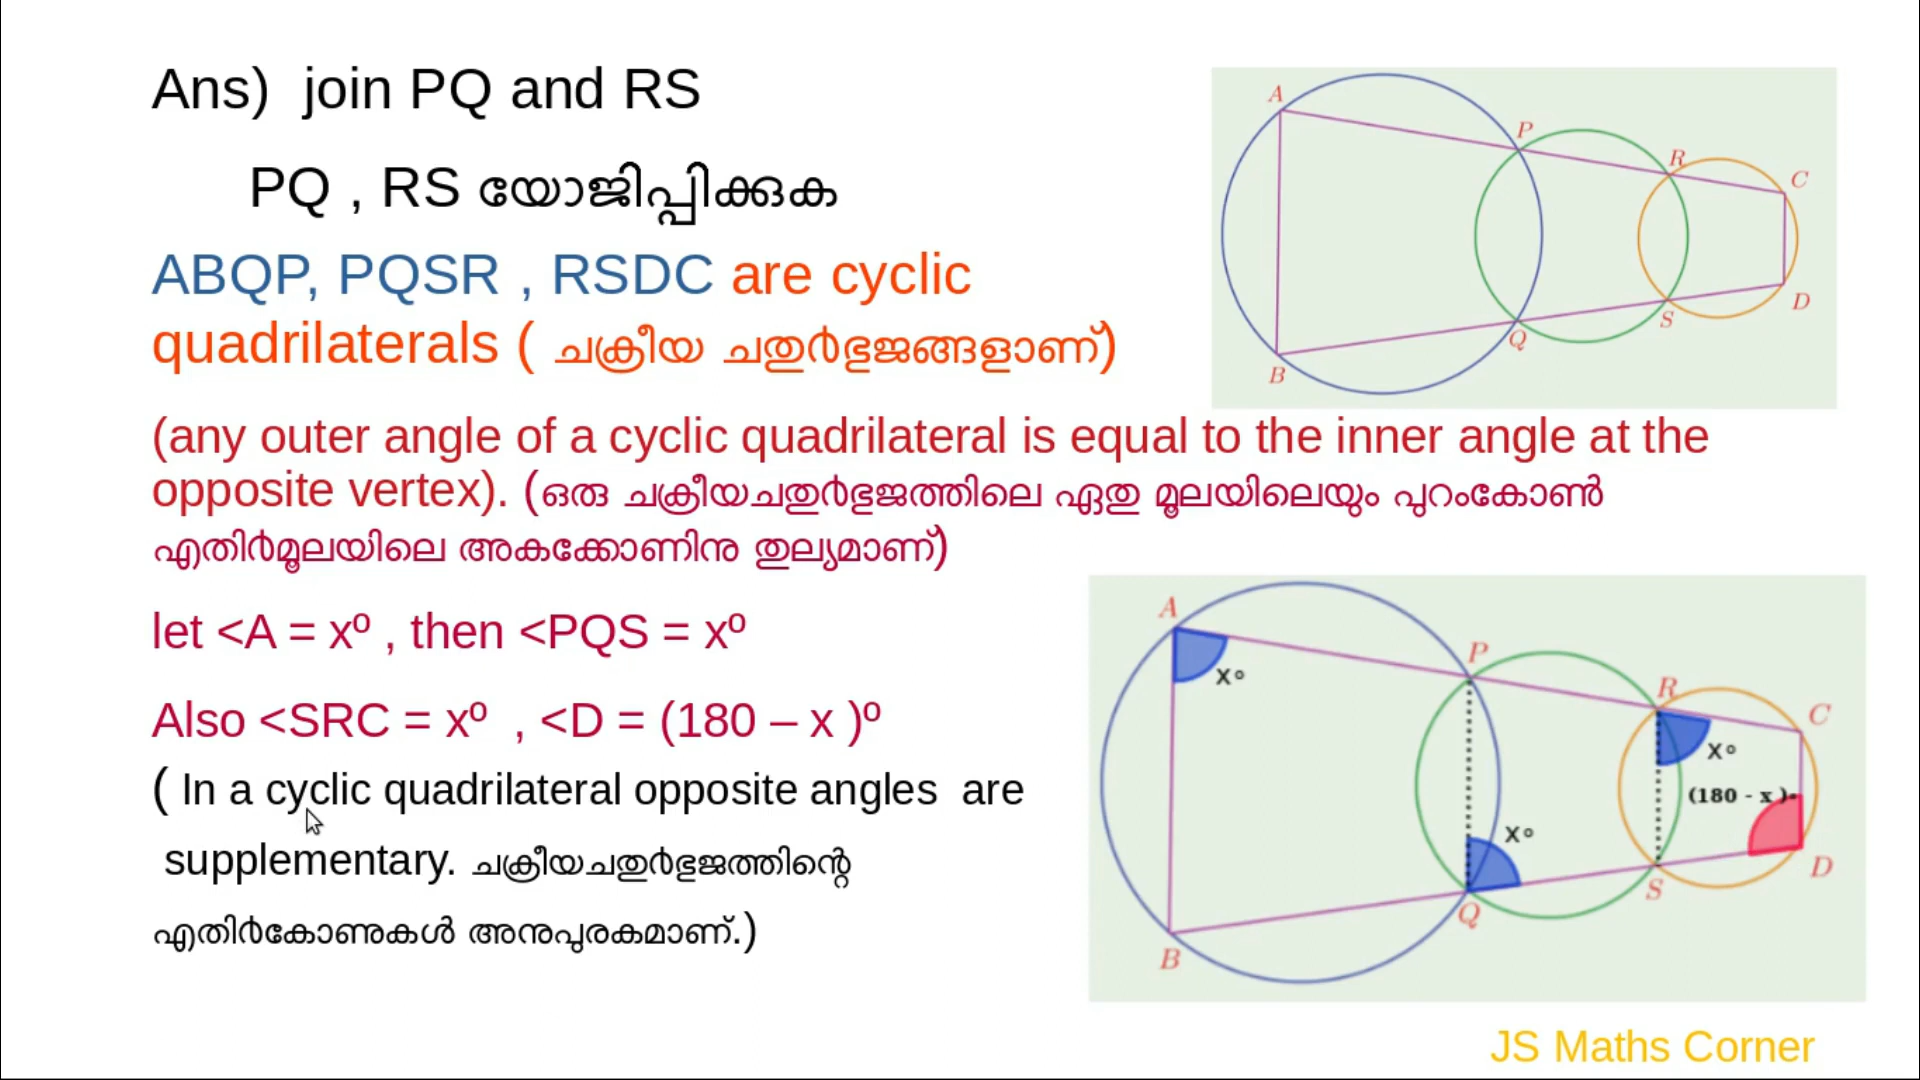 Ans)  join PQ and RS
PQ , RS യോജിപ്പിക്കുക
ABQP, PQSR , RSDC are cyclic
quadrilaterals ( ചക്രീയ ചതുർഭുജങ്ങളാണ്)
(any outer angle of a cyclic quadrilateral is equal to the inner angle at the
opposite vertex). (ഒരു ചക്രീയചതുർഭുജത്തിലെ ഏതു മൂലയിലെയും പുറംകോൺ
എതിർമൂലയിലെ അകക്കോണിനു തുല്യമാണ്)
let <A = xº , then <PQS = xº
Also <SRC = xº  , <D = (180 – x )º
( In a cyclic quadrilateral opposite angles  are
supplementary. ചക്രീയചതുർഭുജത്തിന്റെ
എതിർകോണുകൾ അനുപുരകമാണ്.)
A
P
R
C
B
Q
S
D
A
P
R
C
x°
x°
(180 - x )°
x°
B
Q
S
D
JS Maths Corner